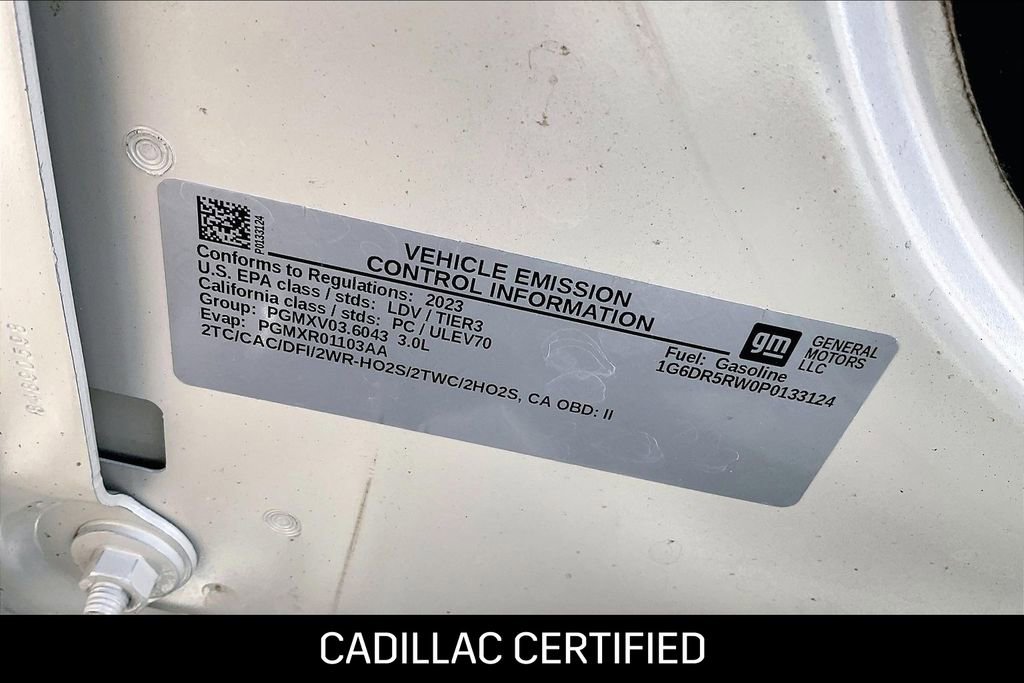 P0133124
VEHICLE EMISSION
CONTROL INFORMATION
Conforms to Regulations: 2023
U.S. EPA class / stds: LDV / TIER3
California class / stds: PC / ULEV70
Group: PGMXV03.6043 3.0L
Evap: PGMXR01103AA
2TC/CAC/DFI/2WR-HO2S/2TWC/2HO2S, CA OBD: II
gm
GENERAL
MOTORS
LLC
Fuel: Gasoline
1G6DR5RW0P0133124
CADILLAC CERTIFIED